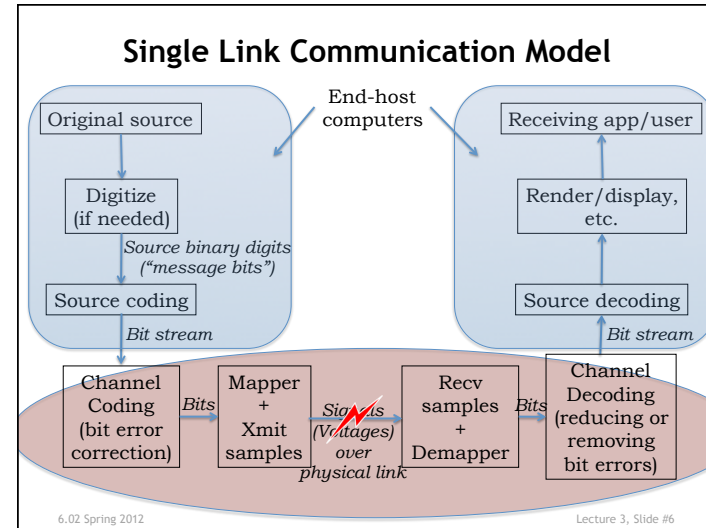 Single Link Communication Model
End-host
computers
Original source
Digitize
(if needed)
Source binary digits
(“message bits”)
Source coding
Bit stream
Receiving app/user
Render/display,
etc.
Source decoding
Bit stream
Channel
Coding
(bit error
correction)
Bits
Mapper
+
Xmit
samples
Signals
(Voltages)
over
physical link
Recv
samples
+
Demapper
Bits
Channel
Decoding
(reducing or
removing
bit errors)
6.02 Spring 2012
Lecture 3, Slide #6